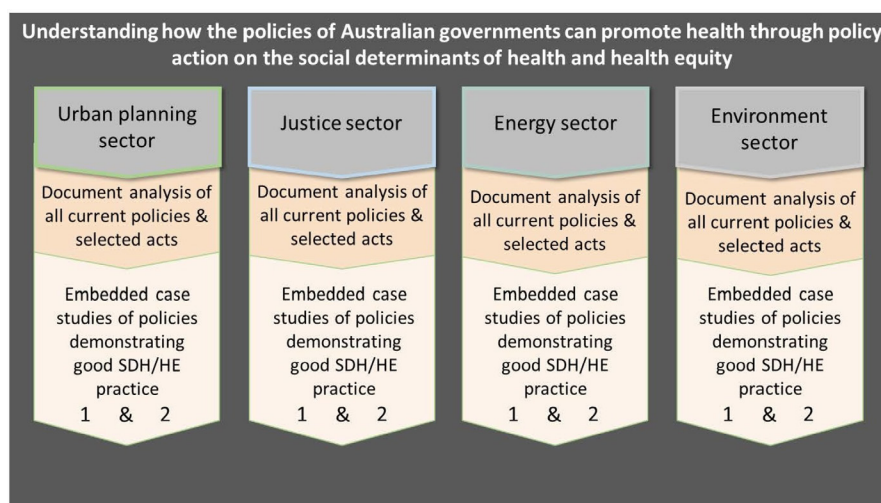 Understanding how the policies of Australian governments can promote health through policy
action on the social determinants of health and health equity
Urban planning
sector
Document analysis of
all current policies &
selected acts
Embedded case
studies of policies
demonstrating
good SDH/HE
practice
1 & 2
Justice sector
Document analysis of
all current policies &
selected acts
Embedded case
studies of policies
demonstrating
good SDH/HE
practice
1 & 2
Energy sector
Document analysis of
all current policies &
selected acts
Embedded case
studies of policies
demonstrating
good SDH/HE
practice
1 & 2
Environment
sector
Document analysis of
all current policies &
selected acts
Embedded case
studies of policies
demonstrating
good SDH/HE
practice
1 & 2